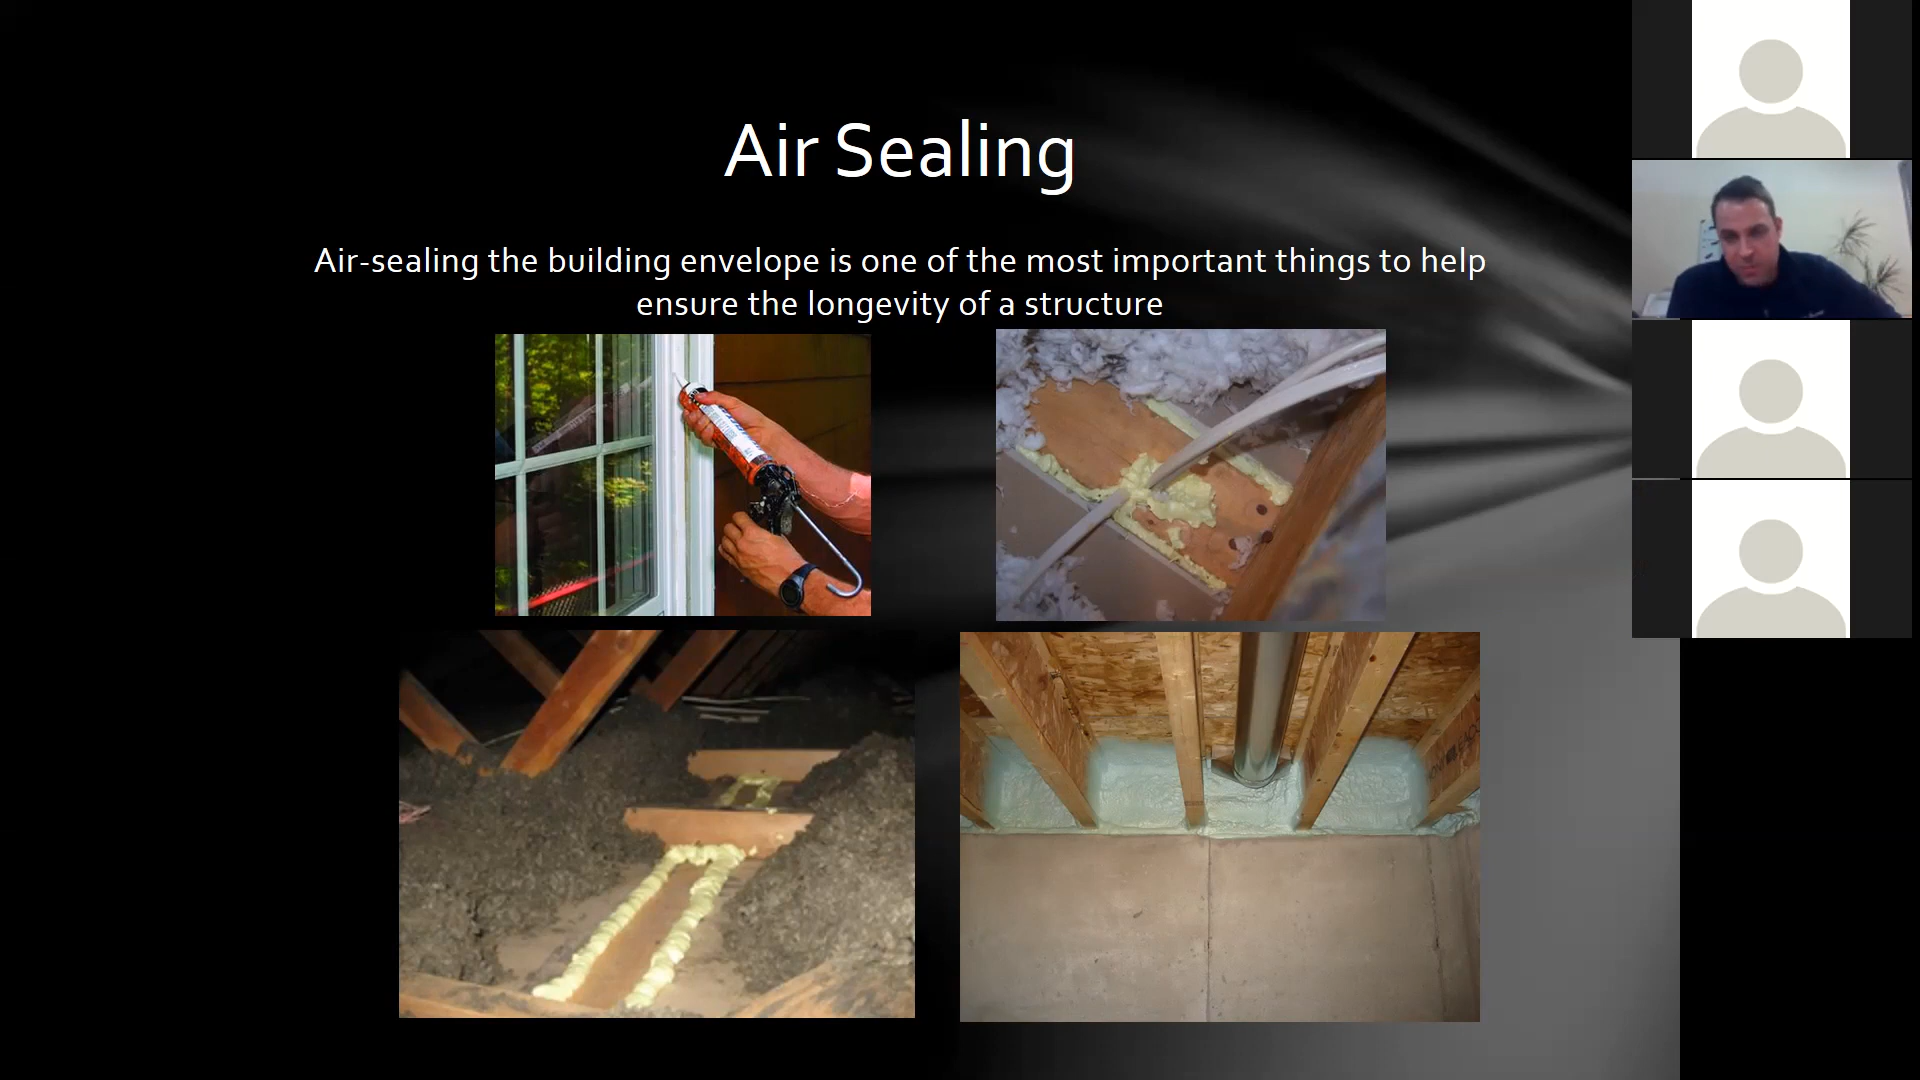 Air Sealing
Air-sealing the building envelope is one of the most important things to help
ensure the longevity of a structure